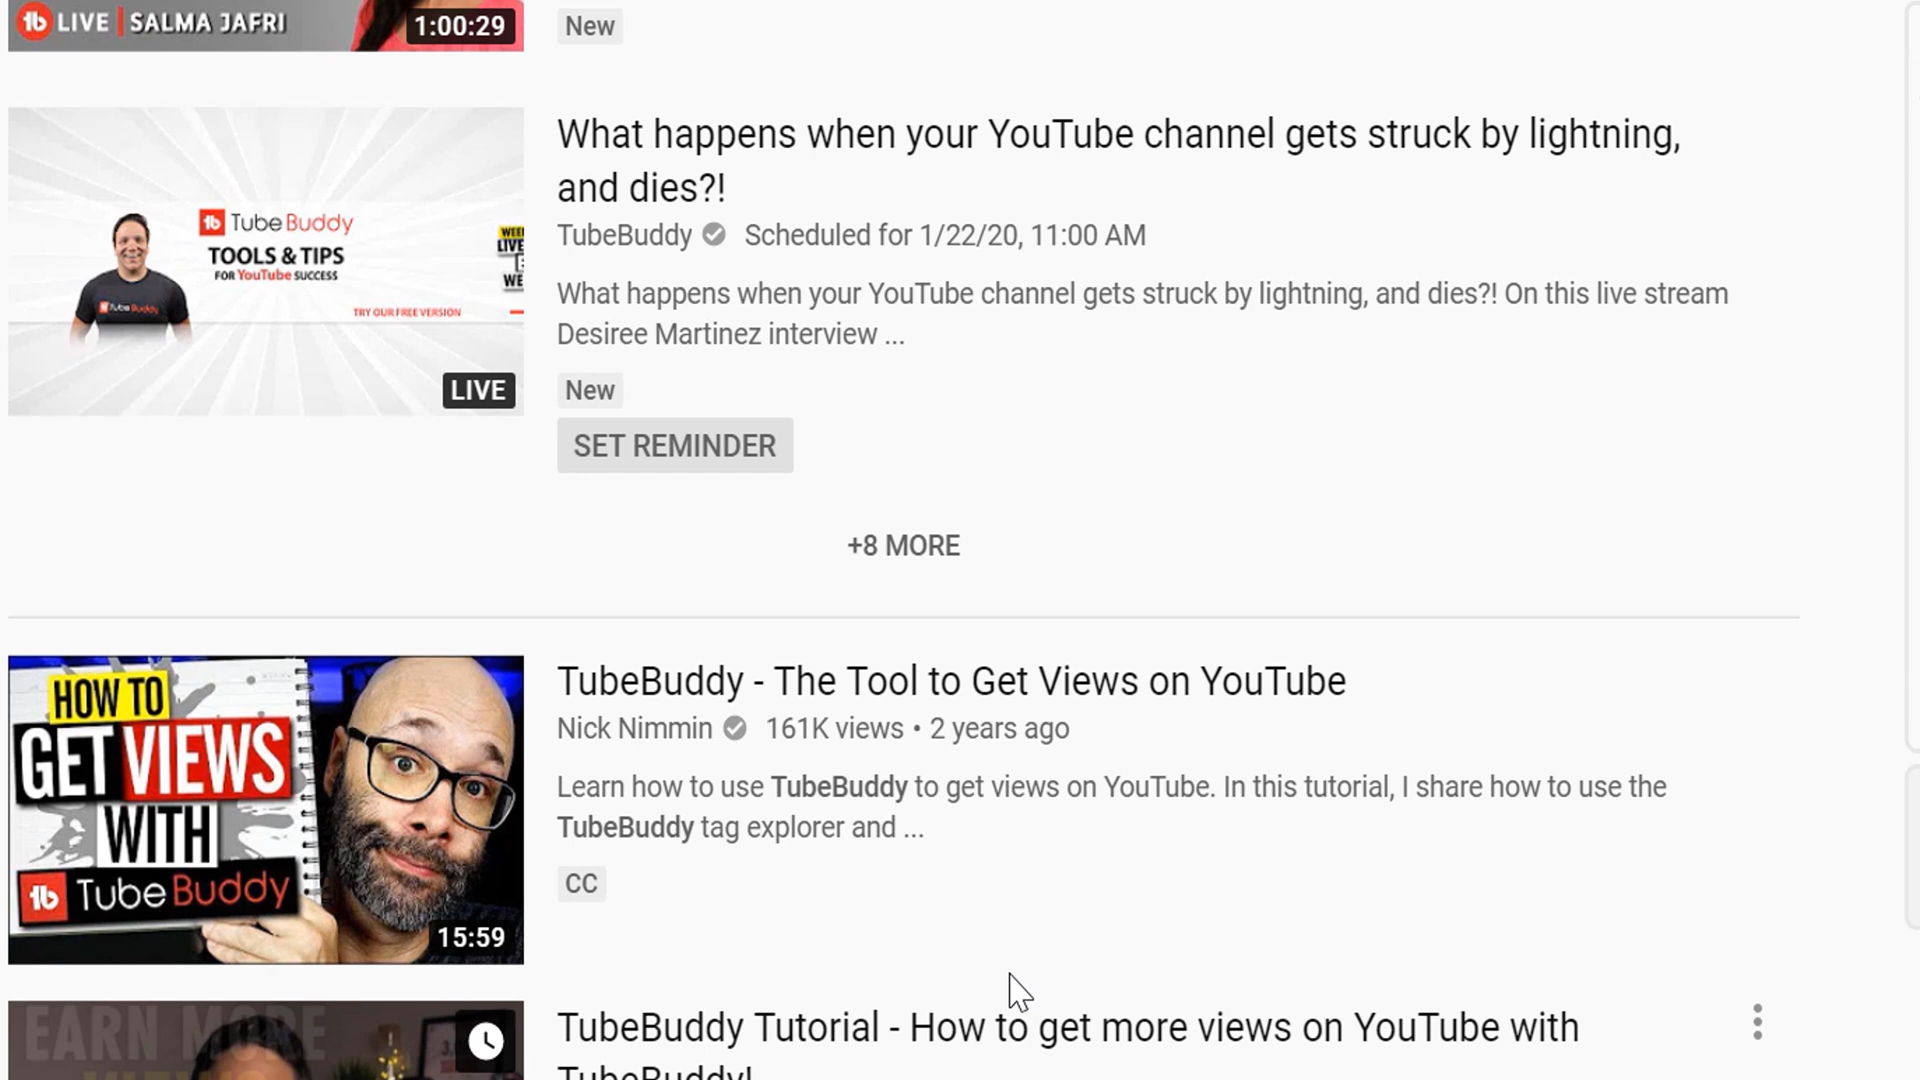 LIVE | SALMA JAFRI
1:00:29
New
What happens when your YouTube channel gets struck by lightning,
and dies?!
TubeBuddy Scheduled for 1/22/20, 11:00 AM
What happens when your YouTube channel gets struck by lightning, and dies?! On this live stream
Desiree Martinez interview ...
New
SET REMINDER
TubeBuddy
TOOLS & TIPS
FOR YouTube SUCCESS
TRY OUR FREE VERSION
TubeBuddy
LIVE
+8 MORE
HOW TO
GET VIEWS
WITH
TubeBuddy
15:59
TubeBuddy - The Tool to Get Views on YouTube
Nick Nimmin 161K views • 2 years ago
Learn how to use TubeBuddy to get views on YouTube. In this tutorial, I share how to use the
TubeBuddy tag explorer and ...
CC
EARN MORE
TubeBuddy Tutorial - How to get more views on YouTube with
TubeBuddy!